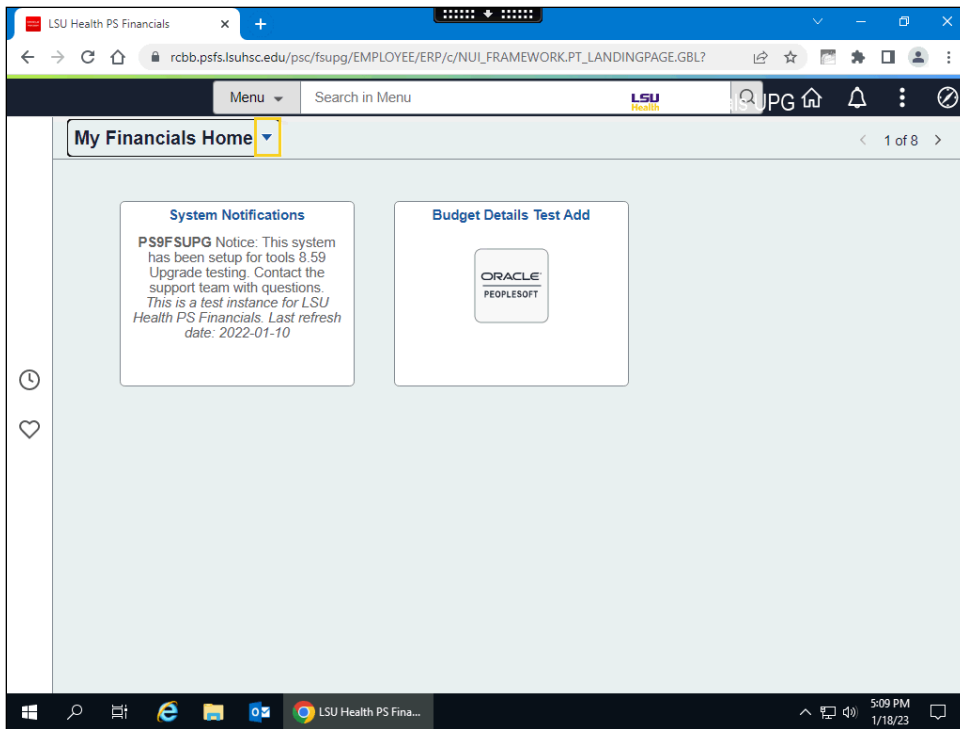 LSU Health PS Financials
rcbb.psfs.lsuhsc.edu/psc/fsupg/EMPLOYEE/ERP/c/NUI_FRAMEWORK.PT_LANDINGPAGE.GBL?
Menu
Search in Menu
LSU
Health
UPG
My Financials Home
1 of 8
System Notifications
PS9FSUPG Notice: This system
has been setup for tools 8.59
Upgrade testing. Contact the
support team with questions.
This is a test instance for LSU
Health PS Financials. Last refresh
date: 2022-01-10
Budget Details Test Add
ORACLE
PEOPLESOFT
LSU Health PS Fina...
5:09 PM
1/18/23